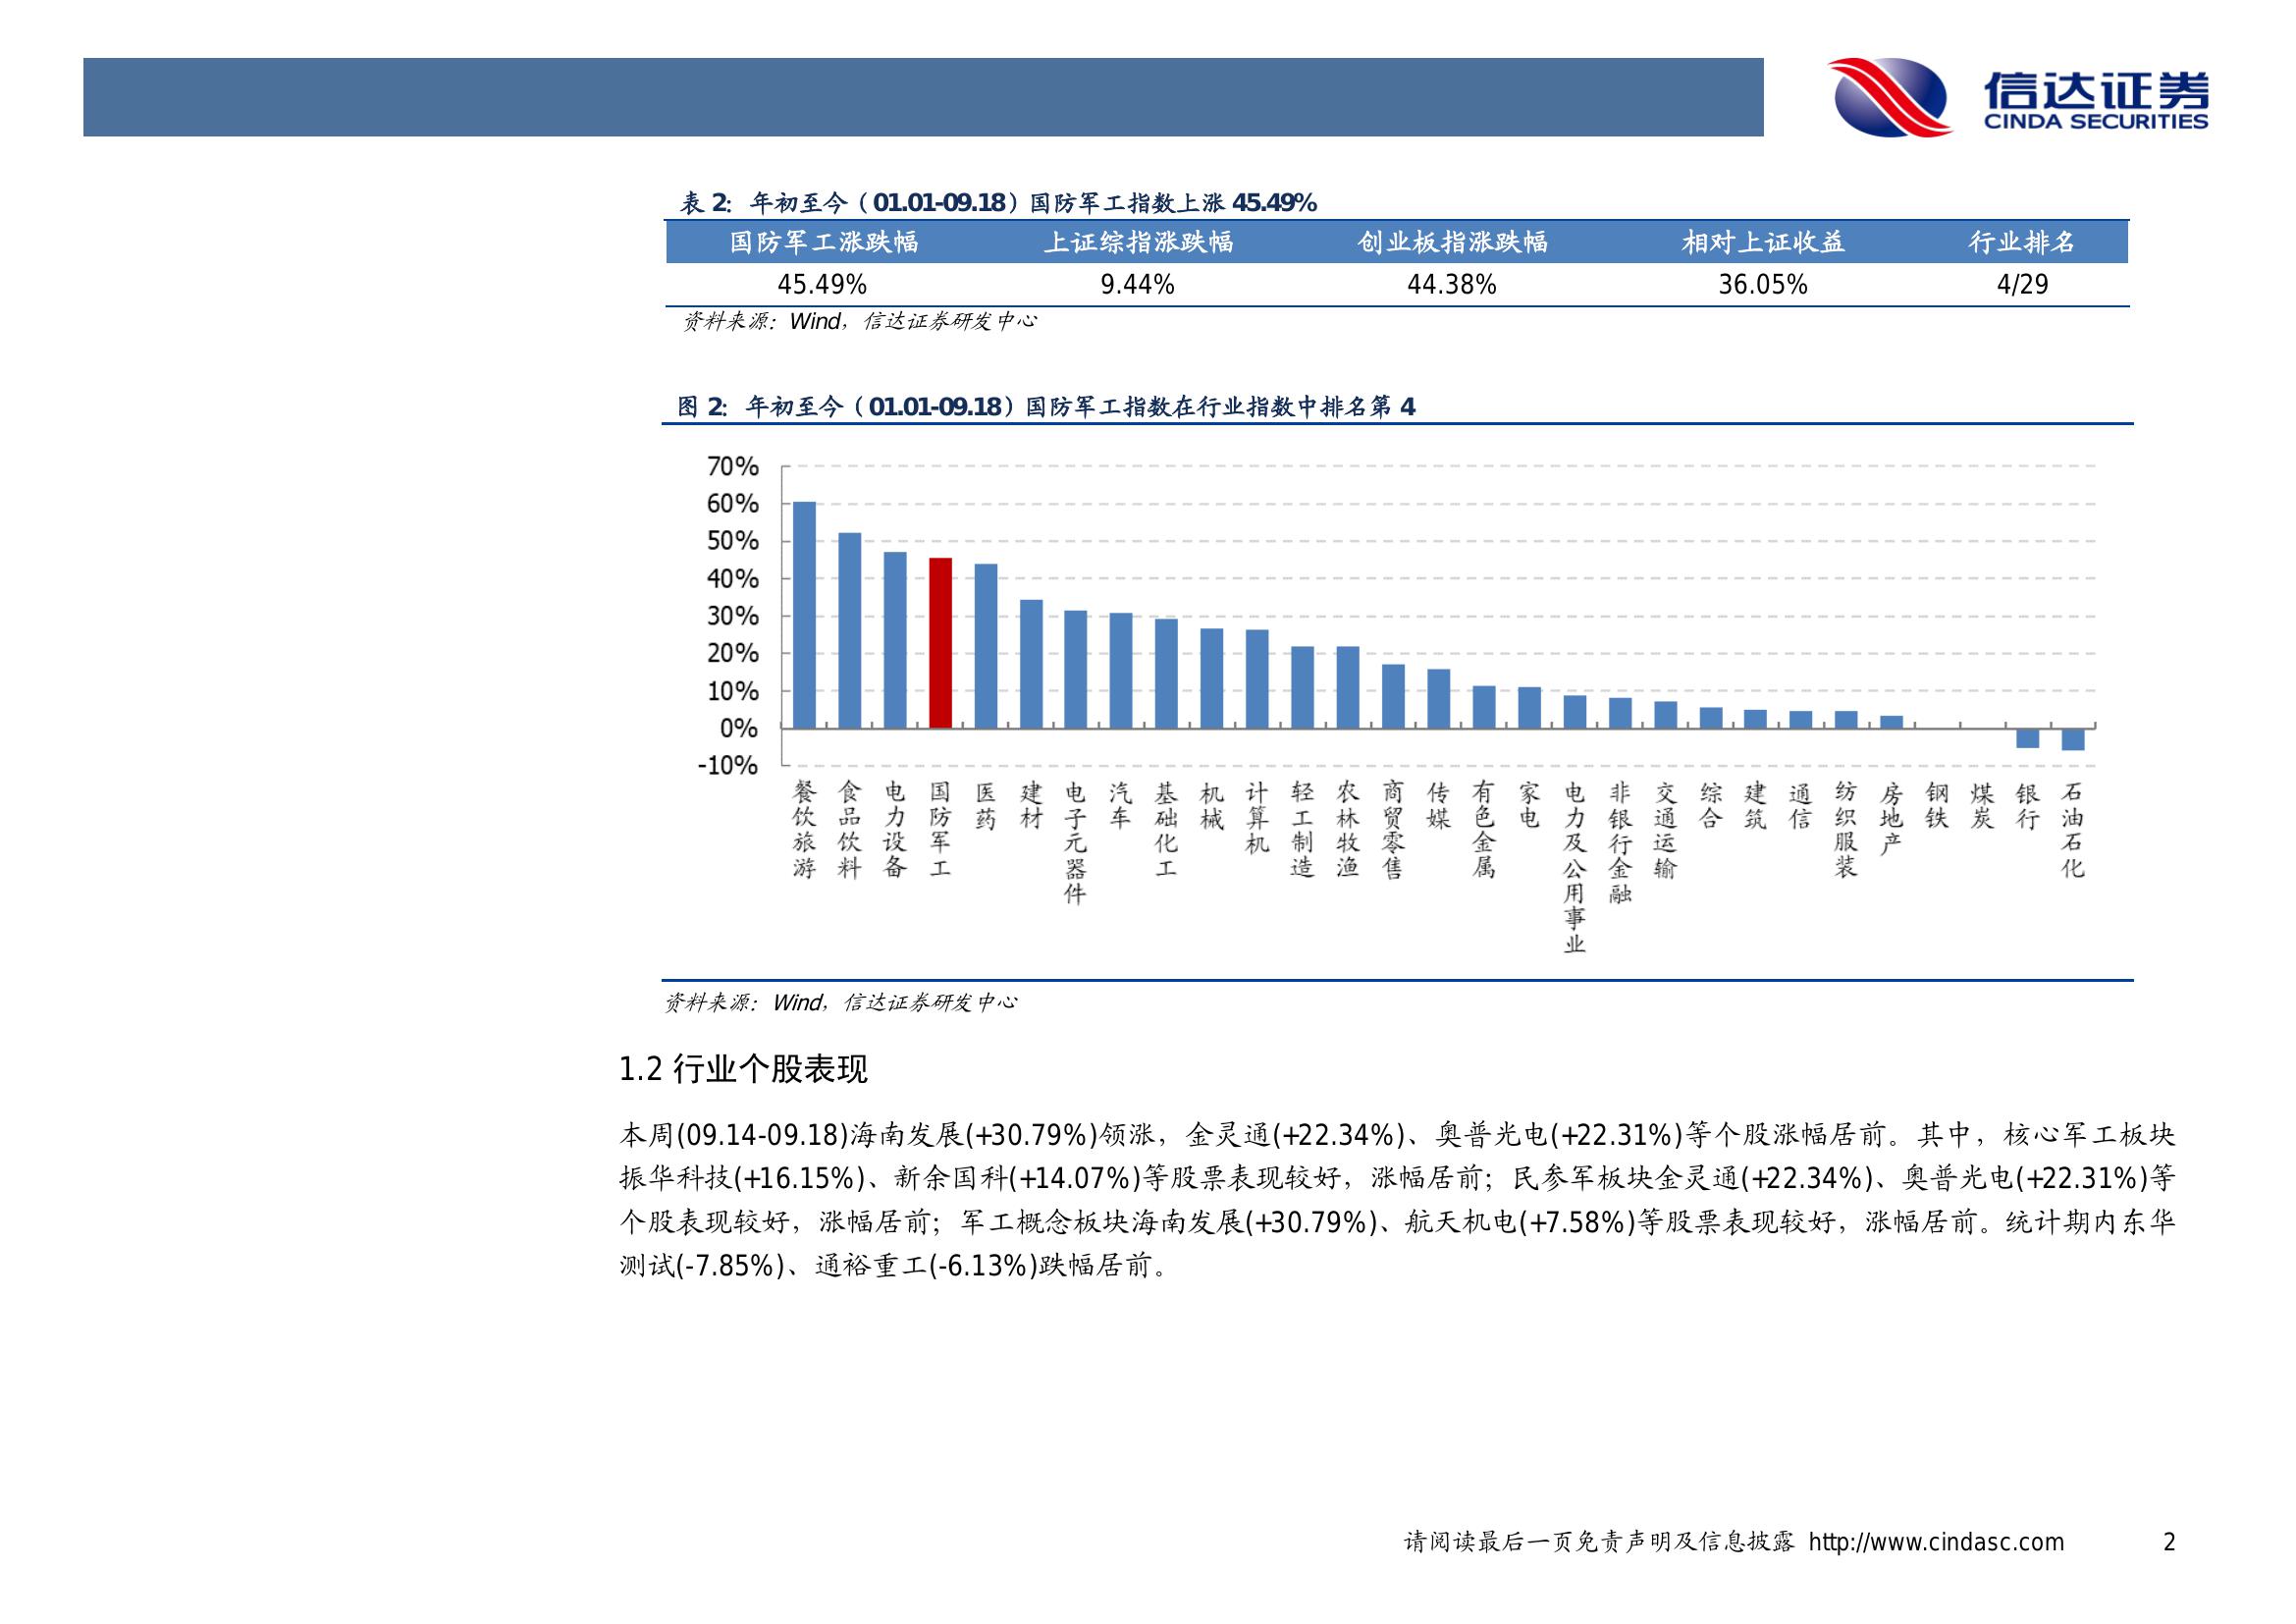 信达证券
CINDA SECURITIES
表 2：年初至今（01.01-09.18）国防军工指数上涨 45.49%
国防军工涨跌幅 上证综指涨跌幅 创业板指涨跌幅 相对上证收益 行业排名
45.49% 9.44% 44.38% 36.05% 4/29
资料来源：Wind，信达证券研发中心
图 2：年初至今（01.01-09.18）国防军工指数在行业指数中排名第 4
70%
60%
50%
40%
30%
20%
10%
0%
-10%
餐饮旅游
食品饮料
电力设备
国防军工
医药
建材
电子元器件
汽车
基础化工
机械
计算机
轻工制造
农林牧渔
商贸零售
传媒
有色金属
家电
电力及公用事业
非银行金融
交通运输
综合
建筑
通信
纺织服装
房地产
钢铁
煤炭
银行
石油石化
资料来源：Wind，信达证券研发中心
1.2 行业个股表现
本周(09.14-09.18)海南发展(+30.79%)领涨，金灵通(+22.34%)、奥普光电(+22.31%)等个股涨幅居前。其中，核心军工板块
振华科技(+16.15%)、新余国科(+14.07%)等股票表现较好，涨幅居前；民参军板块金灵通(+22.34%)、奥普光电(+22.31%)等
个股表现较好，涨幅居前；军工概念板块海南发展(+30.79%)、航天机电(+7.58%)等股票表现较好，涨幅居前。统计期内东华
测试(-7.85%)、通裕重工(-6.13%)跌幅居前。
请阅读最后一页免责声明及信息披露 http://www.cindasc.com 2